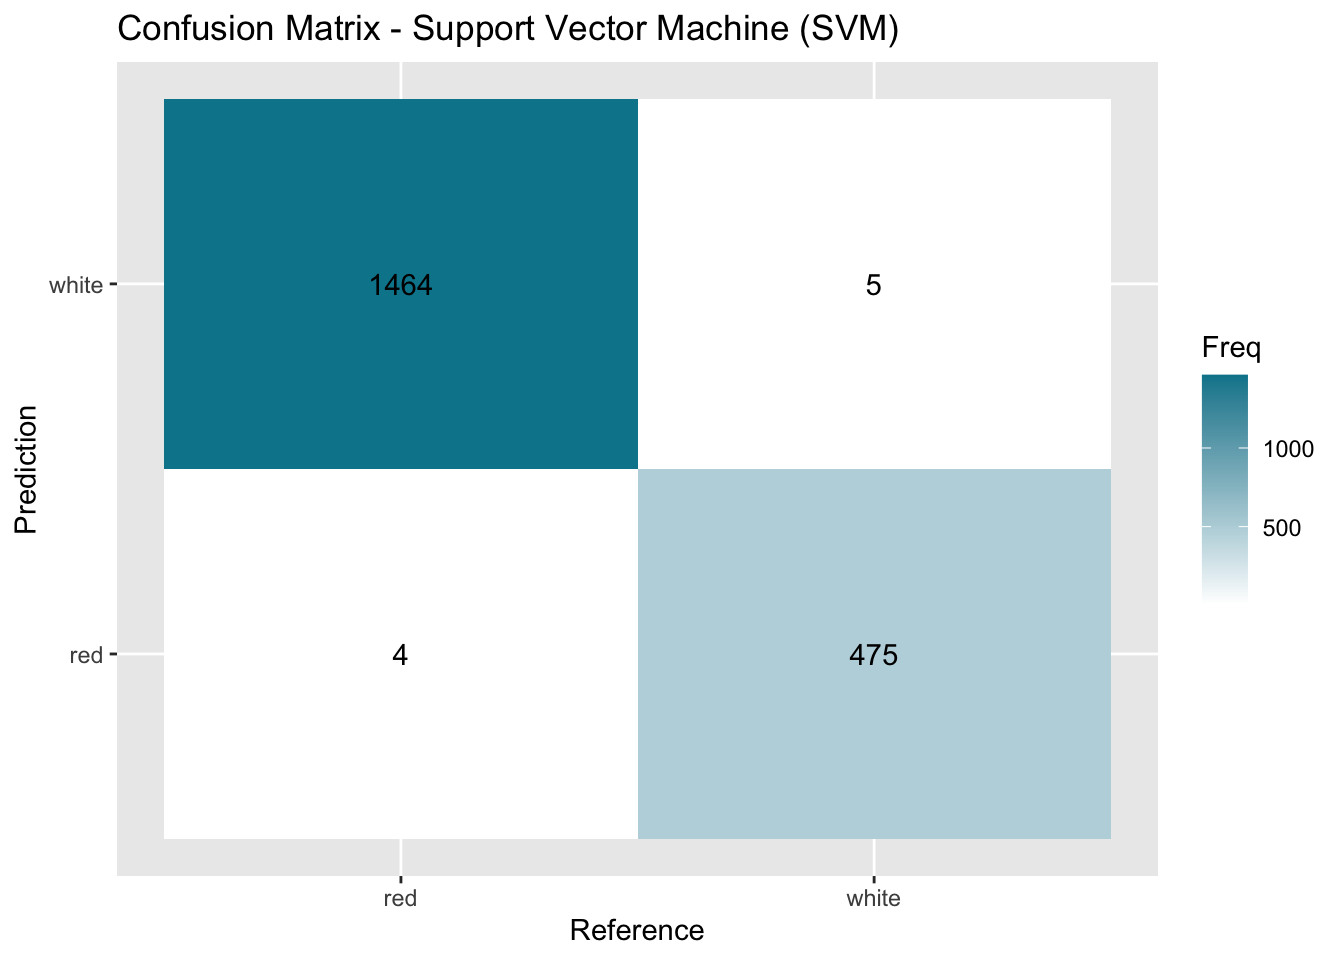 Confusion Matrix - Support Vector Machine (SVM)
white
1464
5
Freq
1000
500
Prediction
red
4
475
red
white
Reference